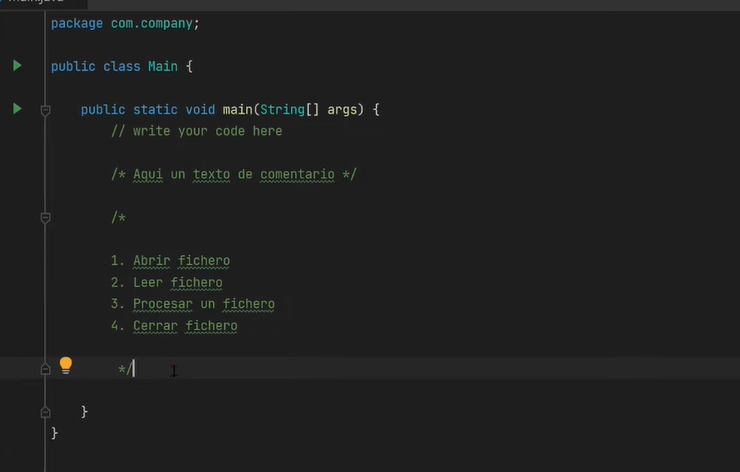 package com.company;
public class Main {
public static void main(String[] args) {
// write your code here
/* Aqui un texto de comentario */
/*
1. Abrir fichero
2. Leer fichero
3. Procesar un fichero
4. Cerrar fichero
*/
}
}